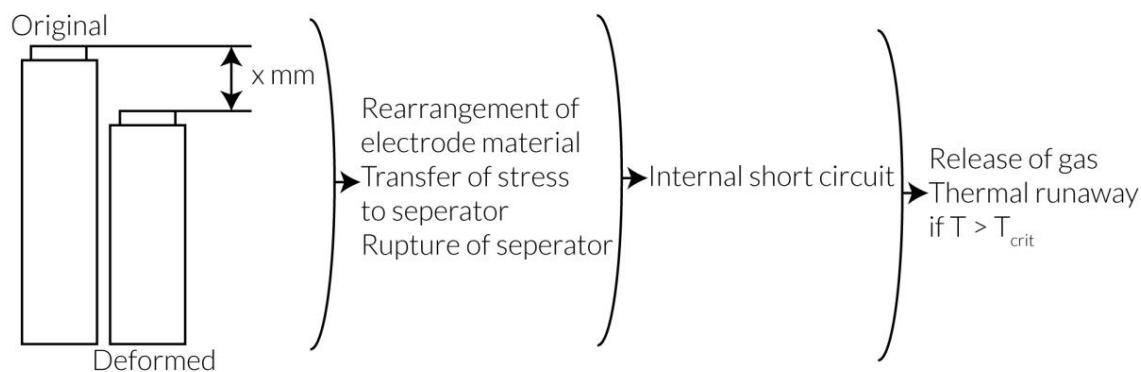 Original
x mm
Deformed
Rearrangement of
electrode material
Transfer of stress
to seperator
Rupture of seperator
Internal short circuit
Release of gas
Thermal runaway
if T > Tcrit